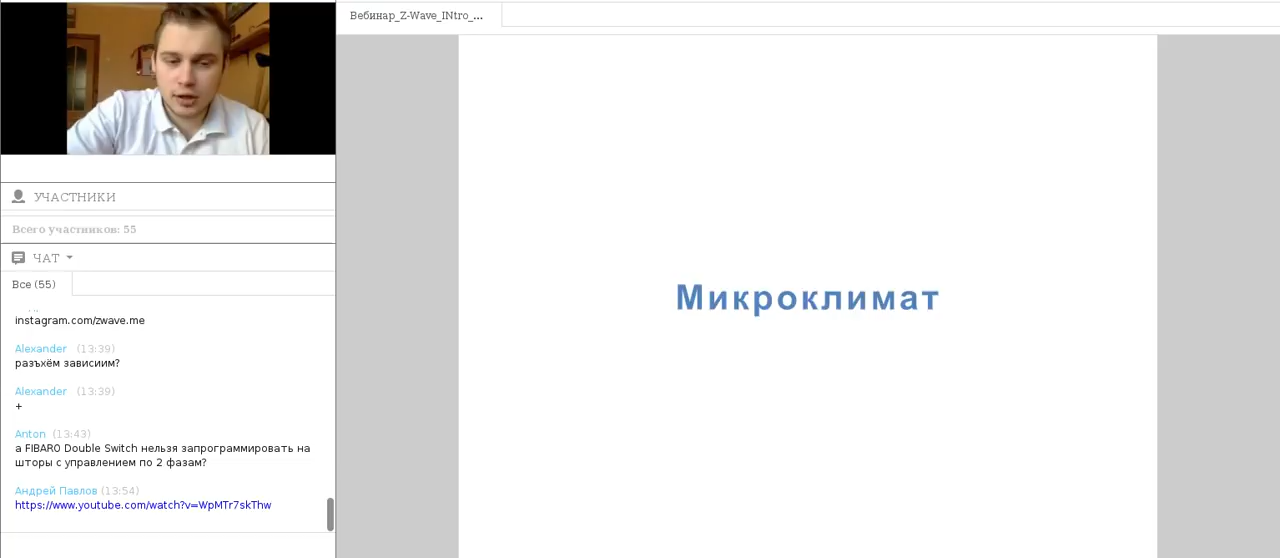 Вебинар_Z-Wave_INtro_...
УЧАСТНИКИ
Всего участников: 55
ЧАТ
Все (55)
instagram.com/zwave.me
Alexander (13:39)
разъхём зависиим?
Alexander (13:39)
+
Anton (13:43)
а FIBARO Double Switch нельзя запрограммировать на
шторы с управлением по 2 фазам?
Андрей Павлов (13:54)
https://www.youtube.com/watch?v=WpMTr7skThw
Микроклимат